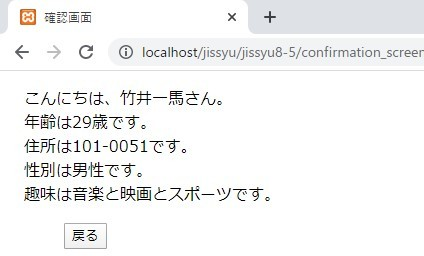 確認画面
localhost/jissyu/jissyu8-5/confirmation_screen
こんにちは、竹井一馬さん。
年齢は29歳です。
住所は101-0051です。
性別は男性です。
趣味は音楽と映画とスポーツです。
戻る